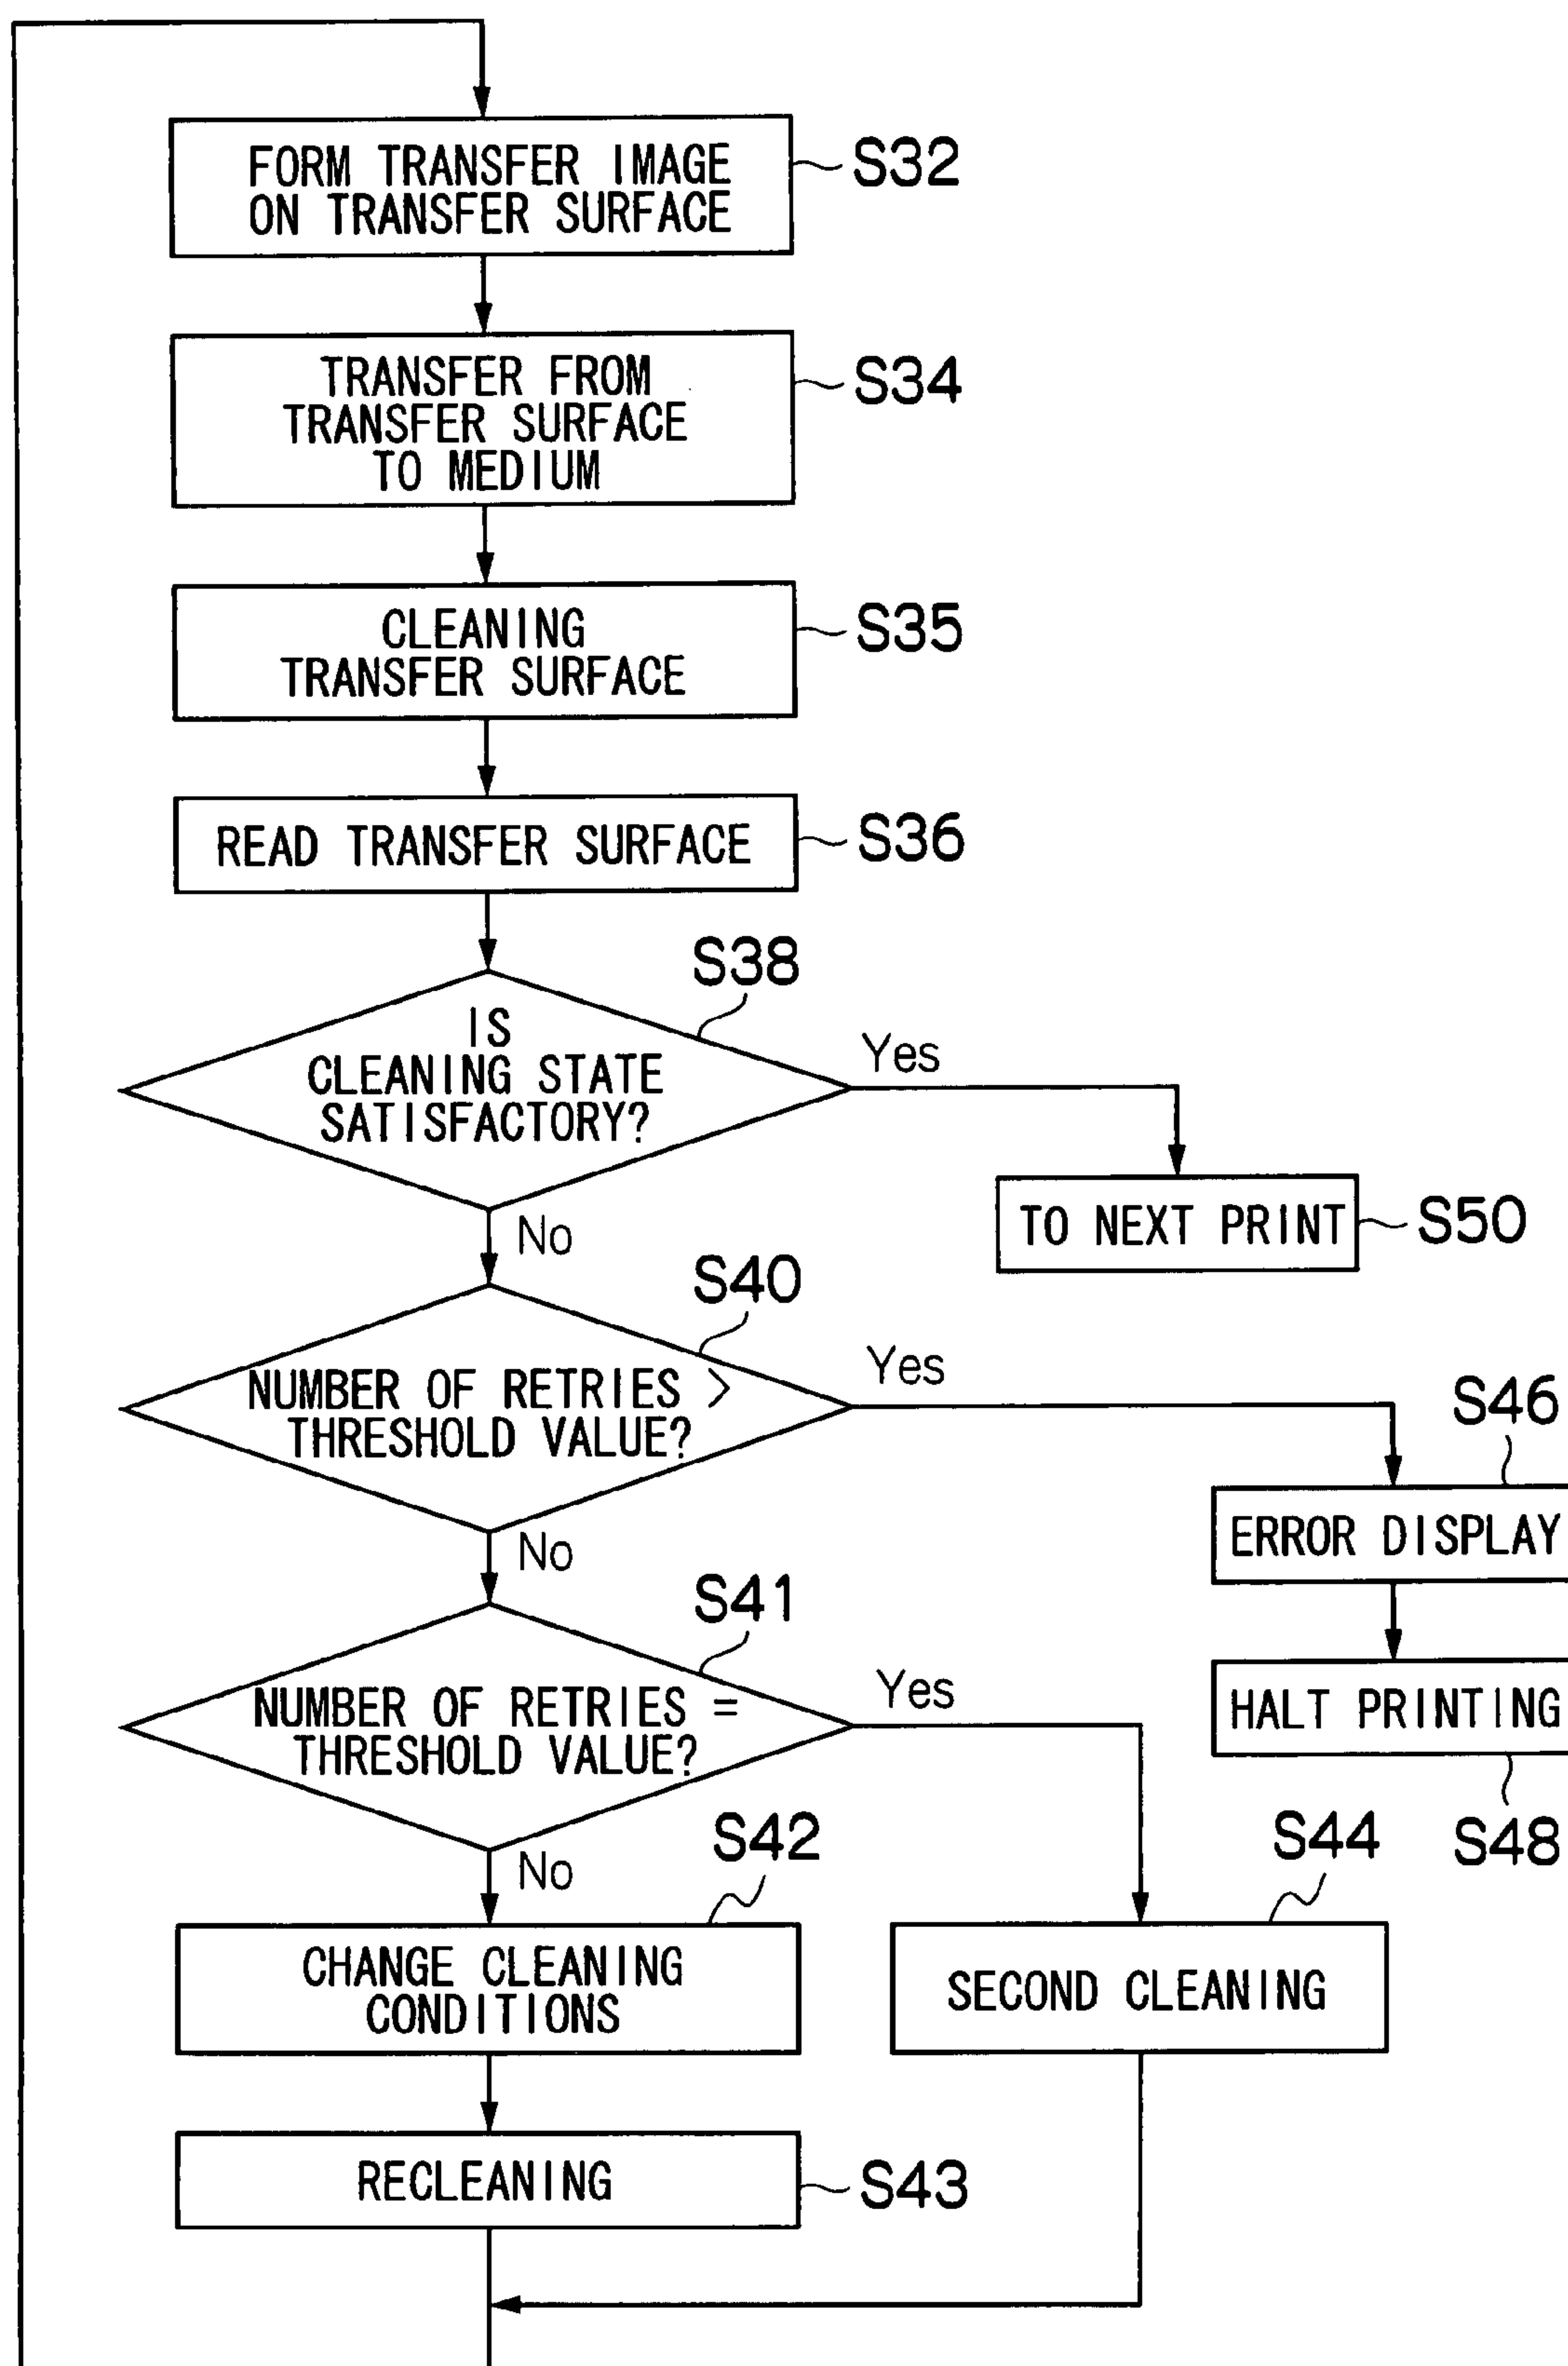 FORM TRANSFER IMAGE
ON TRANSFER SURFACE
S32
TRANSFER FROM
TRANSFER SURFACE
TO MEDIUM
S34
CLEANING
TRANSFER SURFACE
S35
READ TRANSFER SURFACE
S36
S38
IS
CLEANING STATE
SATISFACTORY?
Yes
No
TO NEXT PRINT
S50
S40
NUMBER OF RETRIES >
THRESHOLD VALUE?
Yes
No
S46
ERROR DISPLAY
S41
NUMBER OF RETRIES =
THRESHOLD VALUE?
Yes
No
HALT PRINTING
S48
S42
CHANGE CLEANING
CONDITIONS
S44
SECOND CLEANING
RECLEANING
S43